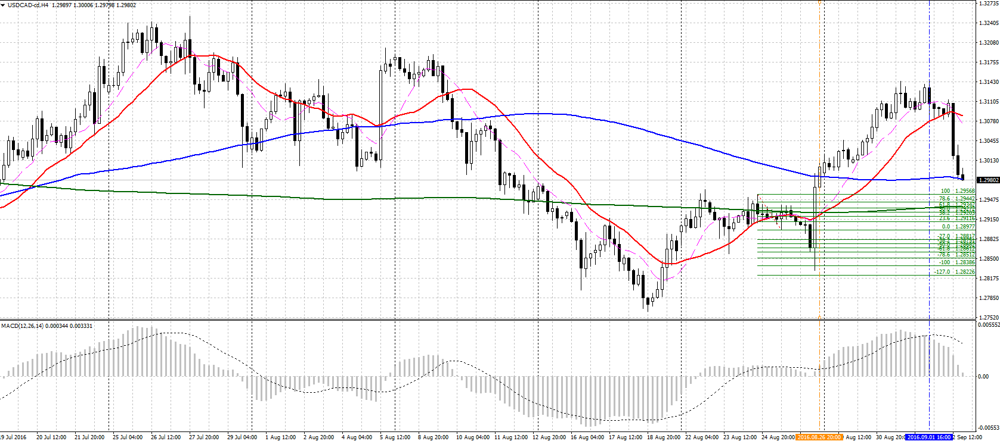 USDCAD-cd,H4 1.29897 1.30006 1.29798 1.29802
1.32735
1.32405
1.32080
1.31755
1.31430
1.31105
1.30780
1.30455
1.30130
1.29802
1.29475
1.29150
1.28825
1.28500
1.28175
1.27850
1.27520
100 1.29568
78.6 1.29442
61.8 1.29342
23.6 1.29116
0.0 1.28977
-27.0 1.28817
-78.6 1.28512
-100 1.28386
-127.0 1.28226
MACD(12,26,14) 0.000344 0.003331
0.005552
0.00
-0.00553
19 Jul 2016
20 Jul 12:00
21 Jul 20:00
25 Jul 04:00
26 Jul 12:00
27 Jul 20:00
29 Jul 04:00
1 Aug 12:00
2 Aug 20:00
4 Aug 04:00
5 Aug 12:00
8 Aug 20:00
10 Aug 04:00
11 Aug 12:00
12 Aug 20:00
16 Aug 04:00
17 Aug 12:00
18 Aug 20:00
22 Aug 04:00
23 Aug 12:00
24 Aug 20:00
2016.08.26 20:00
Aug 12:00
30 Aug 20:00
2016.09.01 16:00
2 Sep 12:00